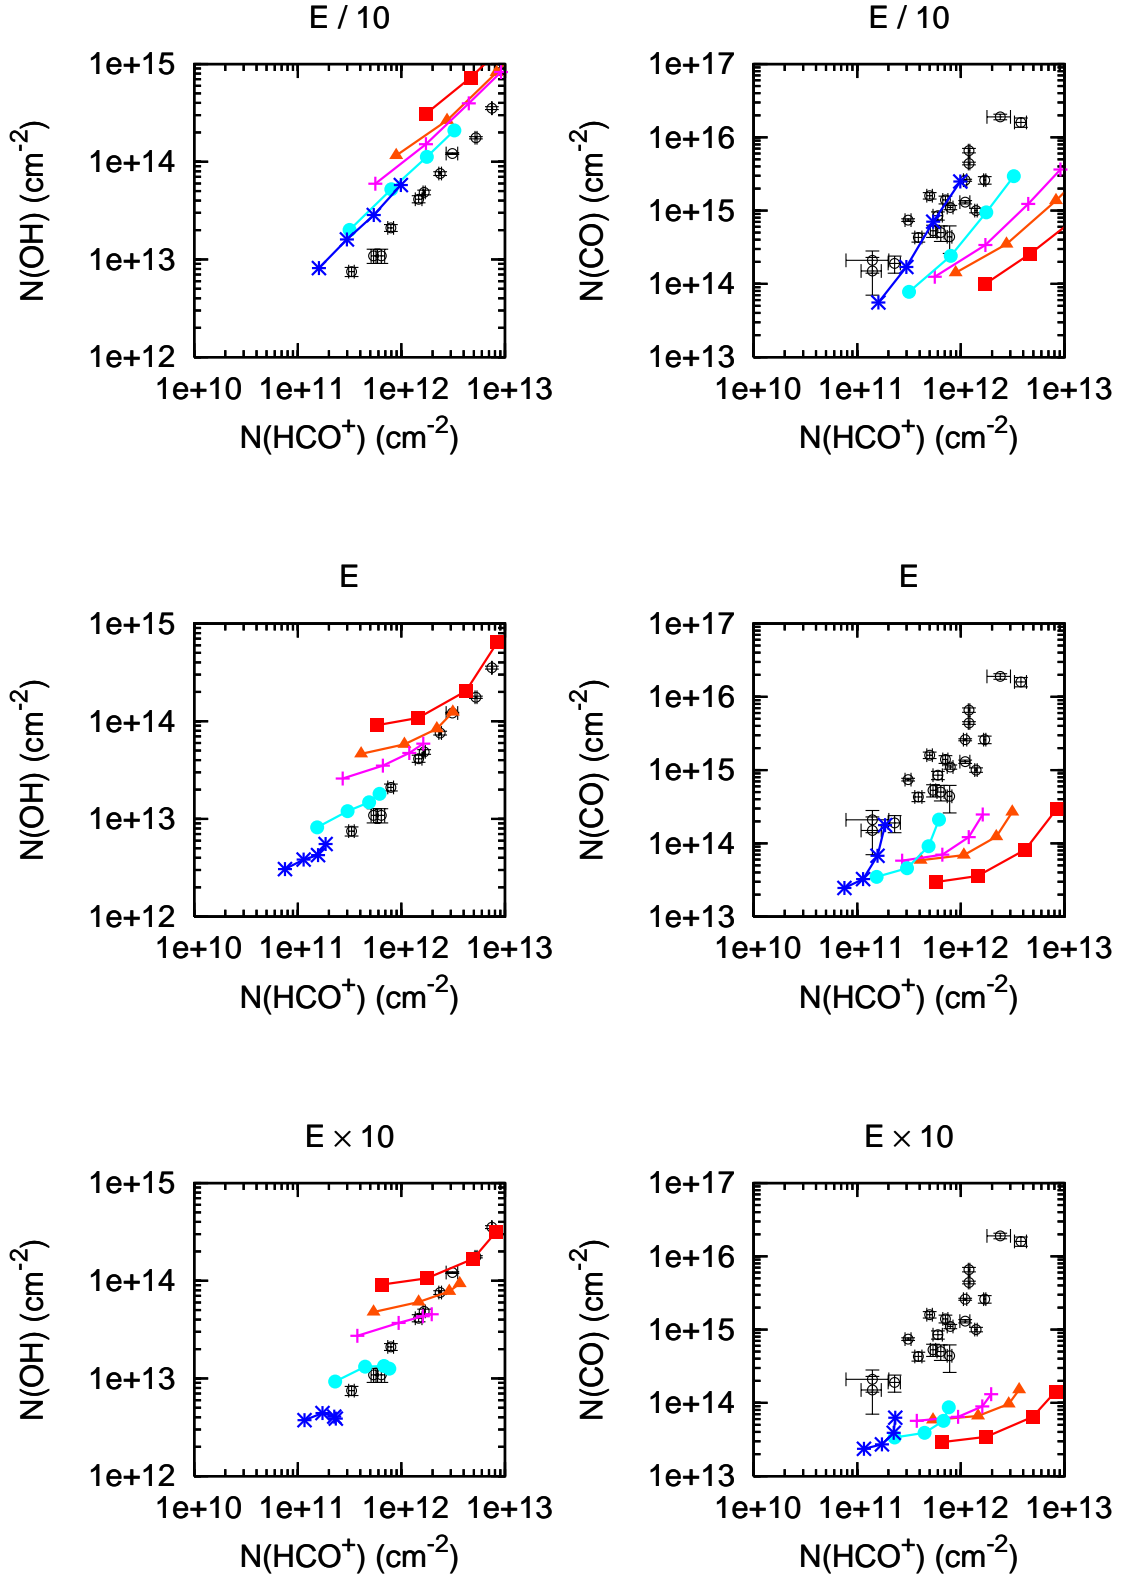 E / 10
E / 10
1e+15
1e+14
1e+13
1e+12
N(OH) (cm-2)
1e+10 1e+11 1e+12 1e+13
N(HCO+) (cm-2)
1e+17
1e+16
1e+15
1e+14
1e+13
N(CO) (cm-2)
1e+10 1e+11 1e+12 1e+13
N(HCO+) (cm-2)
E
E
1e+15
1e+14
1e+13
1e+12
N(OH) (cm-2)
1e+10 1e+11 1e+12 1e+13
N(HCO+) (cm-2)
1e+17
1e+16
1e+15
1e+14
1e+13
N(CO) (cm-2)
1e+10 1e+11 1e+12 1e+13
N(HCO+) (cm-2)
E × 10
E × 10
1e+15
1e+14
1e+13
1e+12
N(OH) (cm-2)
1e+10 1e+11 1e+12 1e+13
N(HCO+) (cm-2)
1e+17
1e+16
1e+15
1e+14
1e+13
N(CO) (cm-2)
1e+10 1e+11 1e+12 1e+13
N(HCO+) (cm-2)